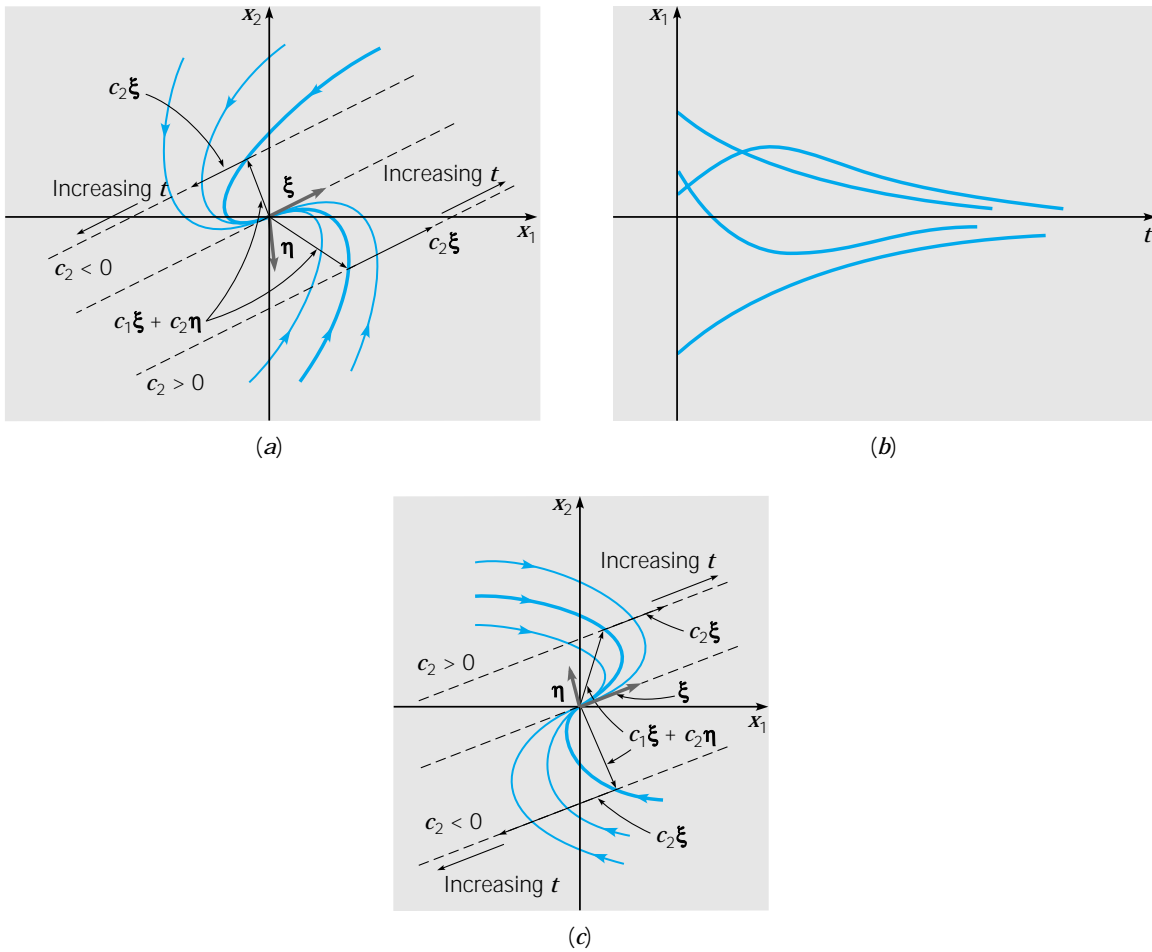 x₂
c₂ξ
Increasing t
ξ
Increasing t
x₁
η
c₂ξ
c₂ < 0
c₁ξ + c₂η
c₂ > 0
(a)
x₁
t
(b)
x₂
Increasing t
c₂ξ
c₂ > 0
η
ξ
x₁
c₁ξ + c₂η
c₂ < 0
c₂ξ
Increasing t
(c)